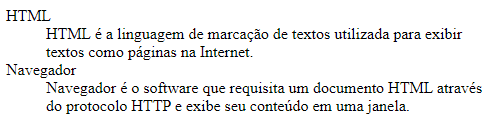 HTML
HTML é a linguagem de marcação de textos utilizada para exibir
textos como páginas na Internet.
Navegador
Navegador é o software que requisita um documento HTML através
do protocolo HTTP e exibe seu conteúdo em uma janela.